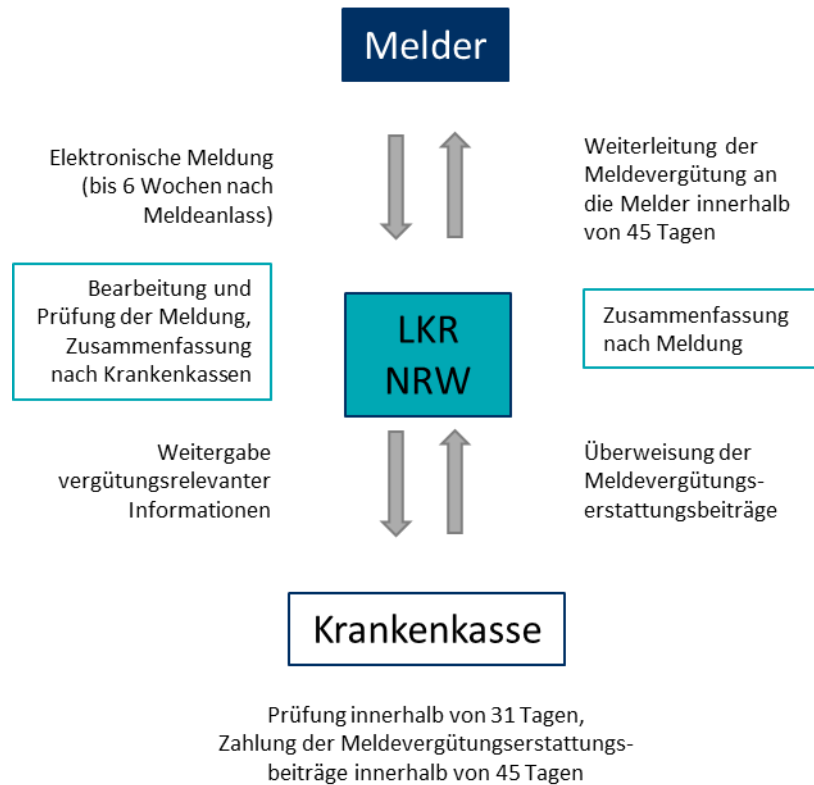 Melder
Elektronische Meldung
(bis 6 Wochen nach
Meldeanlass)
Weiterleitung der
Meldevergütung an
die Melder innerhalb
von 45 Tagen
Bearbeitung und
Prüfung der Meldung,
Zusammenfassung
nach Krankenkassen
LKR
NRW
Zusammenfassung
nach Meldung
Weitergabe
vergütungsrelevanter
Informationen
Überweisung der
Meldevergütungs-
erstattungsbeiträge
Krankenkasse
Prüfung innerhalb von 31 Tagen,
Zahlung der Meldevergütungserstattungs-
beiträge innerhalb von 45 Tagen